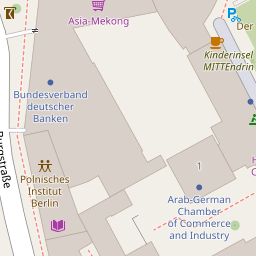 Asia-Mekong
Der
Kinderinsel
MITTEndrin
Bundesverband
deutscher
Banken
Burgstraße
Polnisches
Institut
Berlin
1
Arab-German
Chamber
of Commerce
and Industry